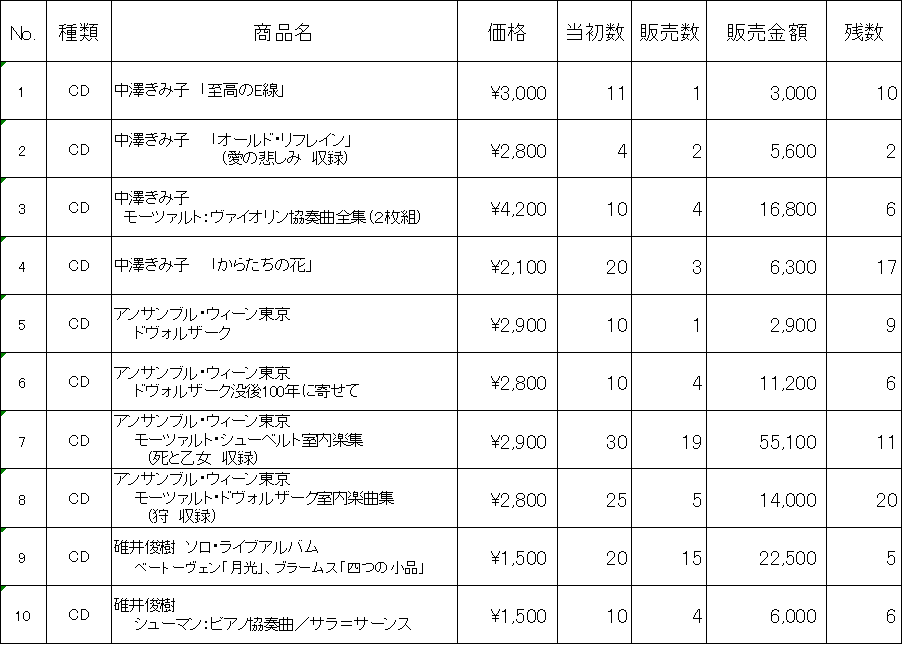 No. 種類 商品名 価格 当初数 販売数 販売金額 残数
1 CD 中澤きみ子 「至高のE線」 ¥3,000 11 1 3,000 10
2 CD 中澤きみ子 「オールド・リフレイン」 ¥2,800 4 2 5,600 2
(愛の悲しみ 収録)
3 CD 中澤きみ子 ¥4,200 10 4 16,800 6
モーツァルト:ヴァイオリン協奏曲全集(2枚組)
4 CD 中澤きみ子 「からたちの花」 ¥2,100 20 3 6,300 17
5 CD アンサンブル・ウィーン東京 ¥2,900 10 1 2,900 9
ドヴォルザーク
6 CD アンサンブル・ウィーン東京 ¥2,800 10 4 11,200 6
ドヴォルザーク没後100年に寄せて
7 CD アンサンブル・ウィーン東京 ¥2,900 30 19 55,100 11
モーツァルト・シューベルト室内楽集
(死と乙女 収録)
8 CD アンサンブル・ウィーン東京 ¥2,800 25 5 14,000 20
モーツァルト・ドヴォルザーク室内楽曲集
(狩 収録)
9 CD 碓井俊樹 ソロ・ライブアルバム ¥1,500 20 15 22,500 5
ベートーヴェン「月光」、ブラームス「四つの小品」
10 CD 碓井俊樹 ¥1,500 10 4 6,000 6
シューマン:ピアノ協奏曲/サラ=サーンス